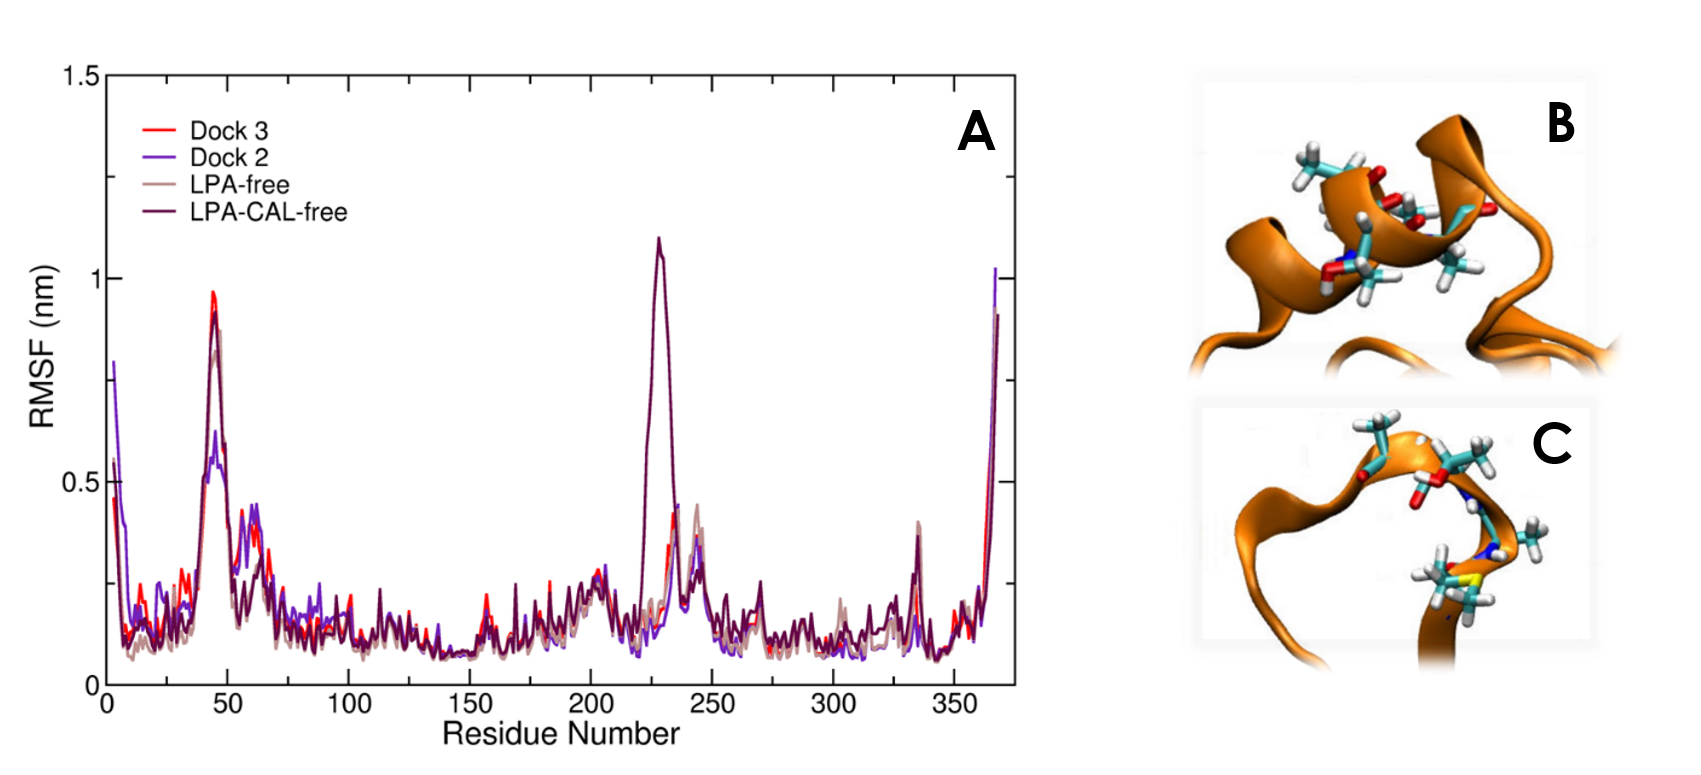 1.5
1
0.5
0
RMSF (nm)
Dock 3
Dock 2
LPA-free
LPA-CAL-free
A
0 50 100 150 200 250 300 350
Residue Number
B
C